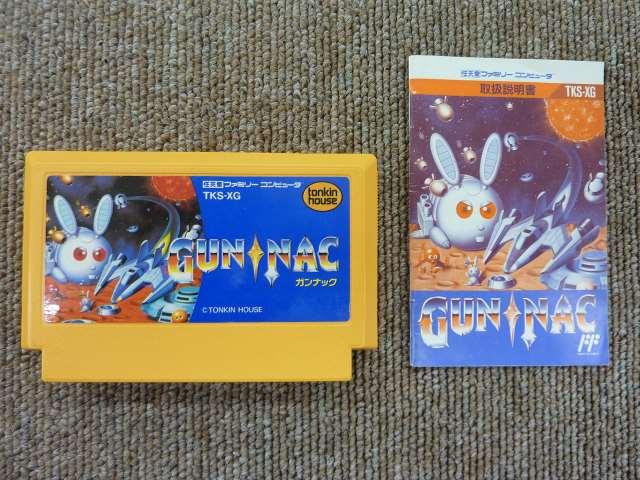 任天堂ファミリーコンピュータ
TKS-XG
tonkin
house
GUN NAC
ガンナック
©TONKIN HOUSE
任天堂ファミリーコンピュータ
取扱説明書
TKS-XG
GUN NAC